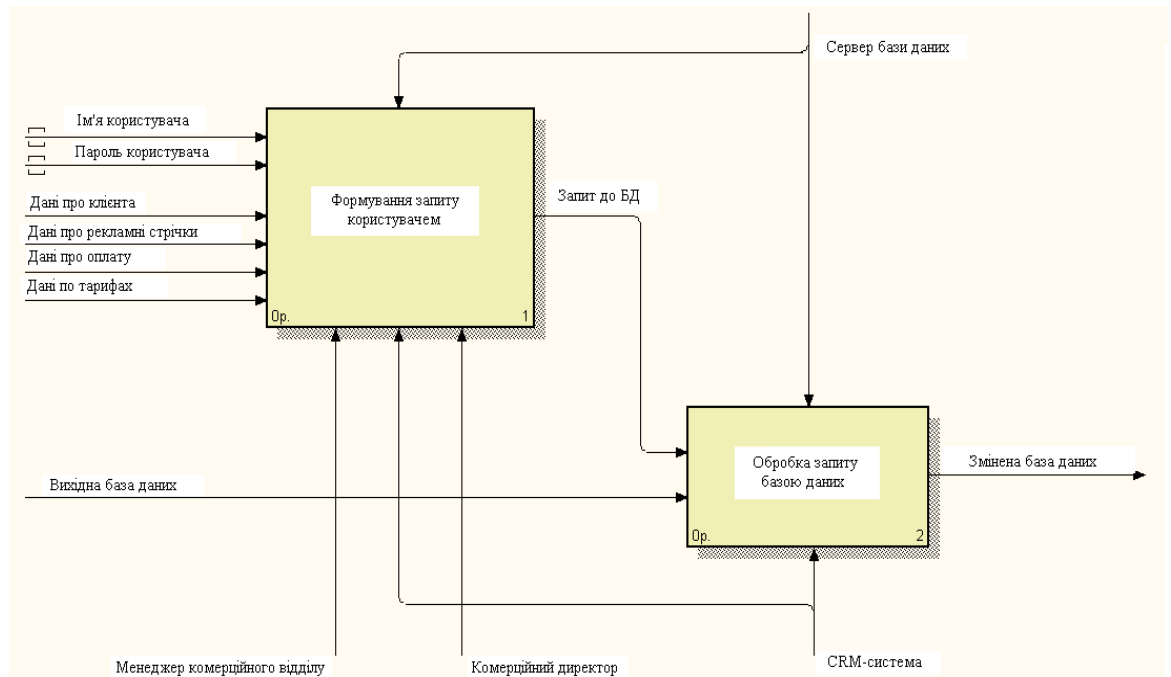 Сервер бази даних
Ім'я користувача
Пароль користувача
Дані про клієнта
Дані про рекламні стрічки
Дані про оплату
Дані по тарифах
Формування запиту
користувачем
0р.
1
Запит до БД
Вихідна база даних
Обробка запиту
базою даних
0р.
2
Змінена база даних
Менеджер комерційного відділу
Комерційний директор
CRM-система